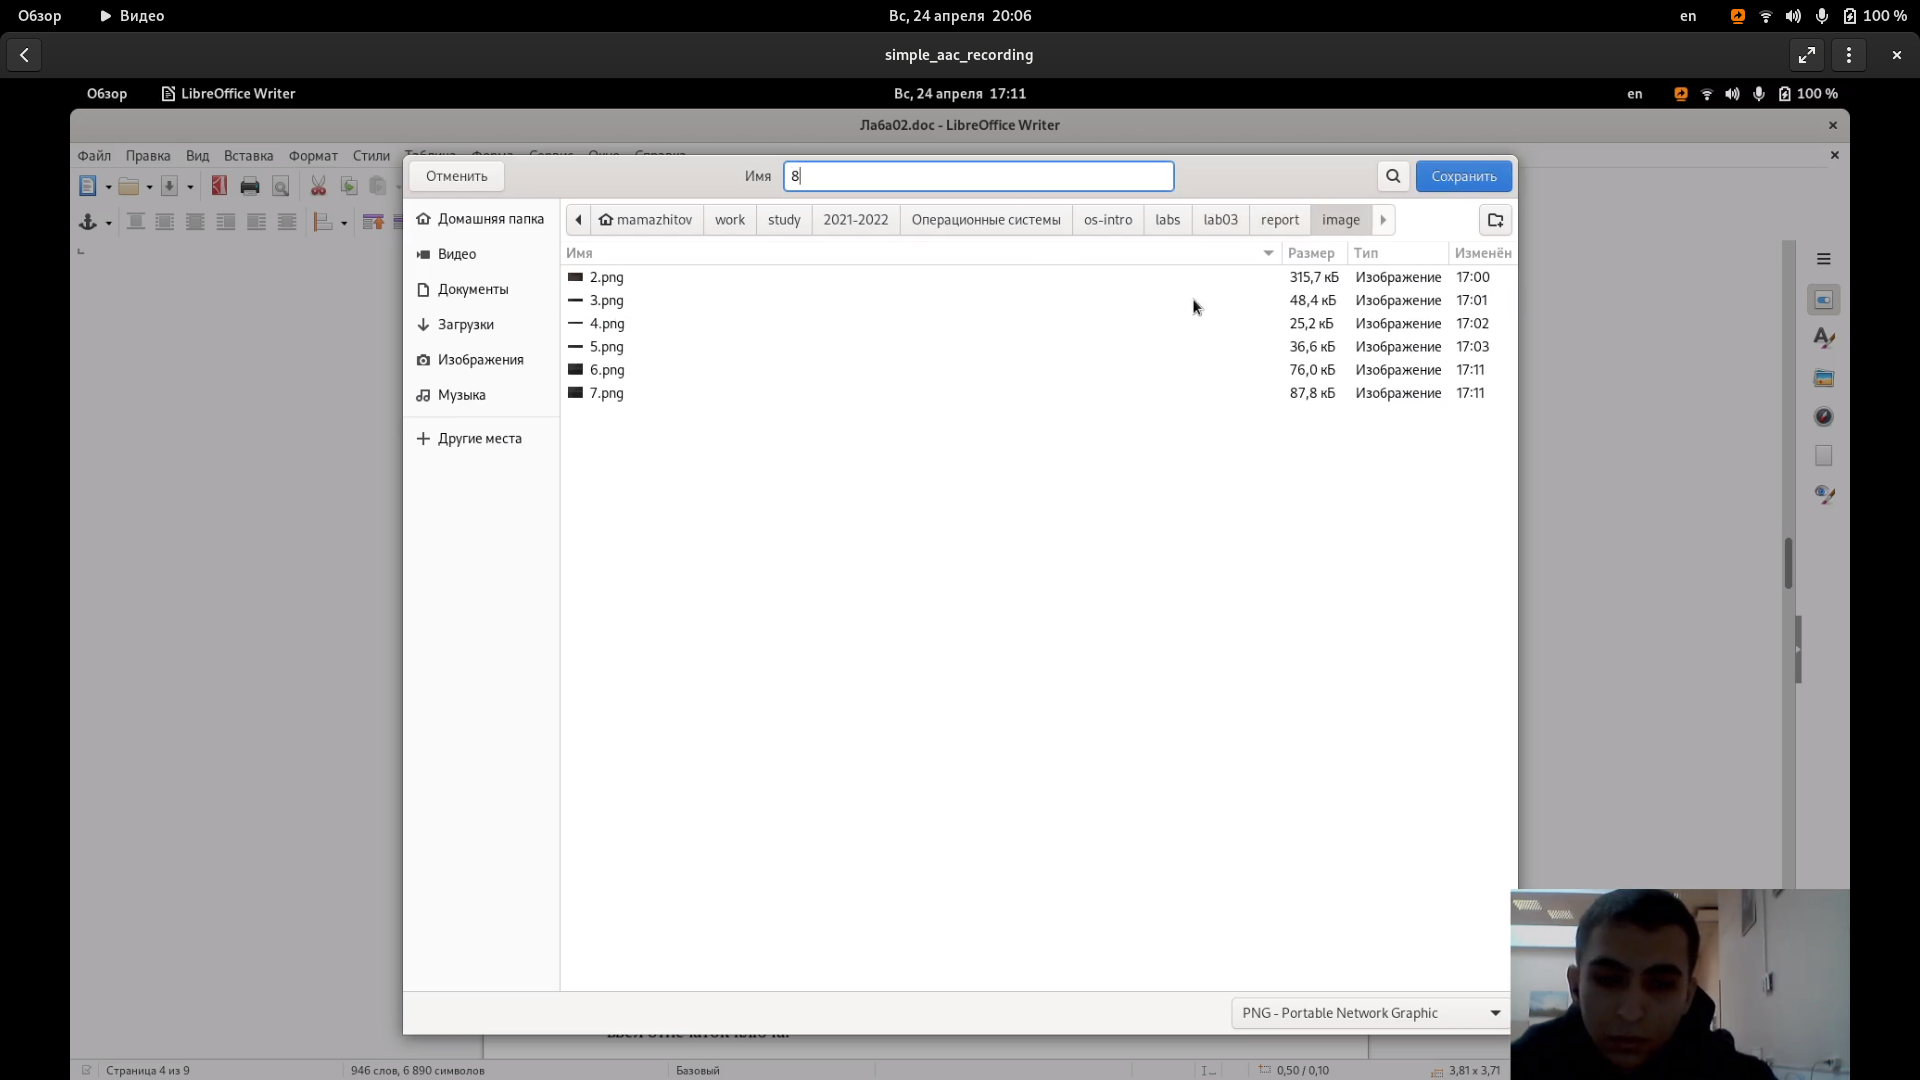 Обзор Видео Вс, 24 апреля 20:06 en 100 %
simple_aac_recording
Обзор LibreOffice Writer Вс, 24 апреля 17:11 en 100 %
Лаба02.doc - LibreOffice Writer
Файл Правка Вид Вставка Формат Стили Таблица Форма Сервис Окно Справка
Отменить Имя 8 Сохранить
Домашняя папка
Видео
Документы
Загрузки
Изображения
Музыка
Другие места
mamazhitov work study 2021-2022 Операционные системы os-intro labs lab03 report image
Имя Размер Тип Изменён
2.png 315,7 кБ Изображение 17:00
3.png 48,4 кБ Изображение 17:01
4.png 25,2 кБ Изображение 17:02
5.png 36,6 кБ Изображение 17:03
6.png 76,0 кБ Изображение 17:11
7.png 87,8 кБ Изображение 17:11
PNG - Portable Network Graphic
Страница 4 из 9 946 слов, 6 890 символов Базовый 0,50 / 0,10 3,81 x 3,71